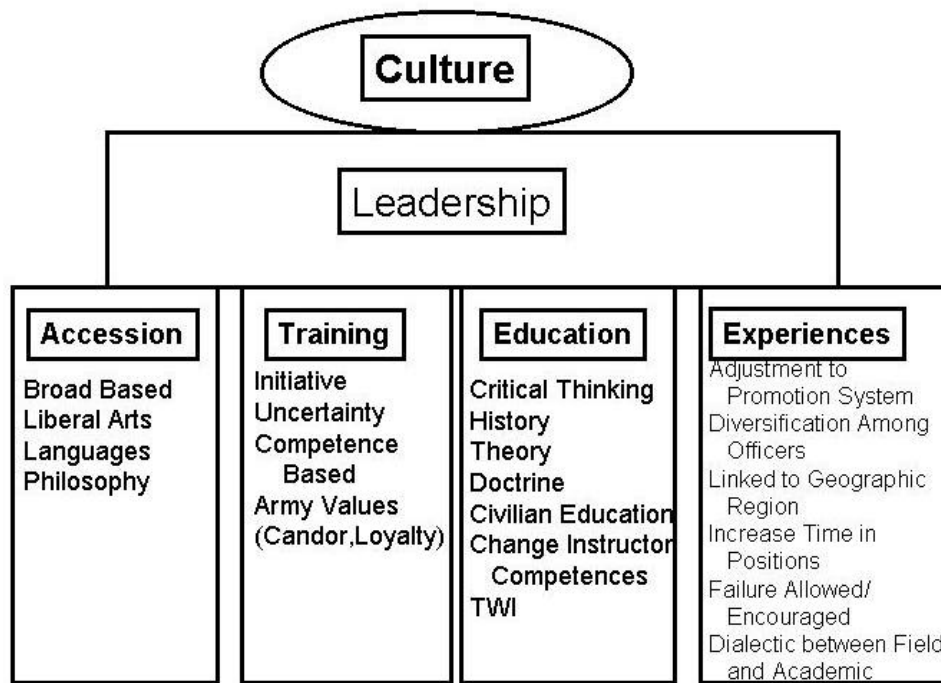 Culture
Leadership
Accession
Broad Based
Liberal Arts
Languages
Philosophy
Training
Initiative
Uncertainty
Competence
Based
Army Values
(Candor,Loyalty)
Education
Critical Thinking
History
Theory
Doctrine
Civilian Education
Change Instructor
Competences
TWI
Experiences
Adjustment to
Promotion System
Diversification Among
Officers
Linked to Geographic
Region
Increase Time in
Positions
Failure Allowed/
Encouraged
Dialectic between Field
and Academic